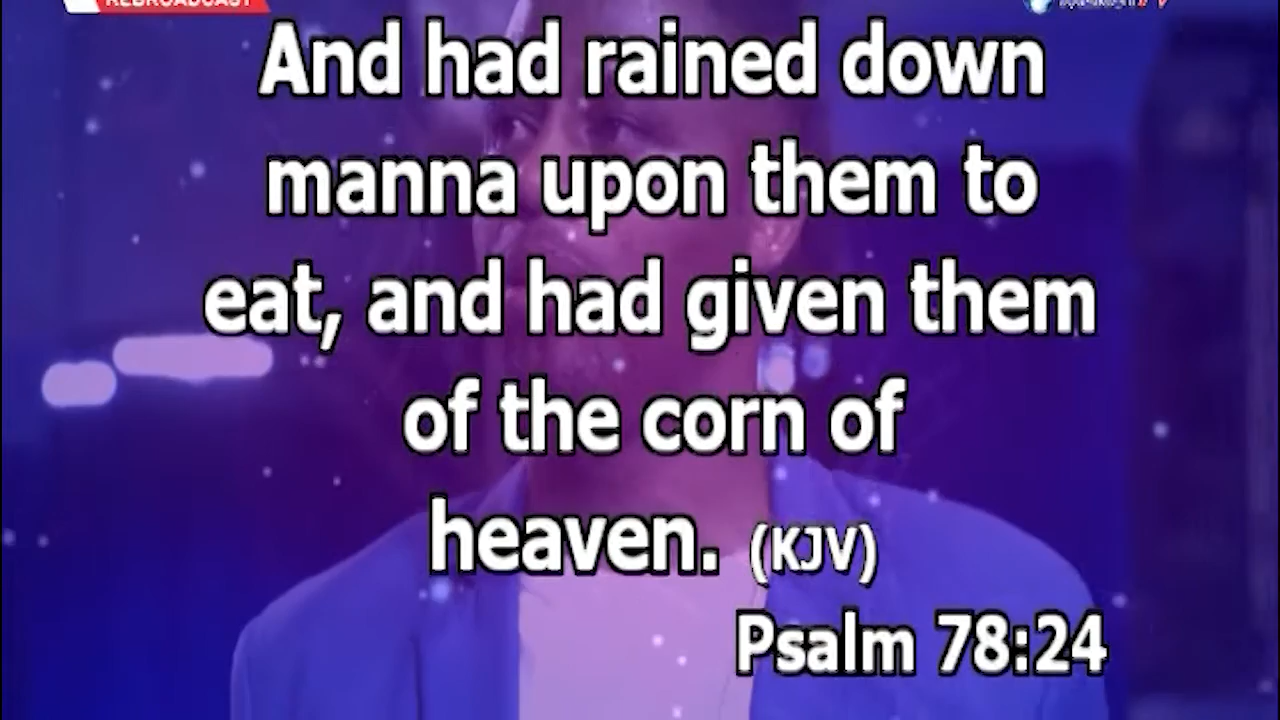 REBROADCAST
And had rained down
manna upon them to
eat, and had given them
of the corn of
heaven. (KJV)
Psalm 78:24